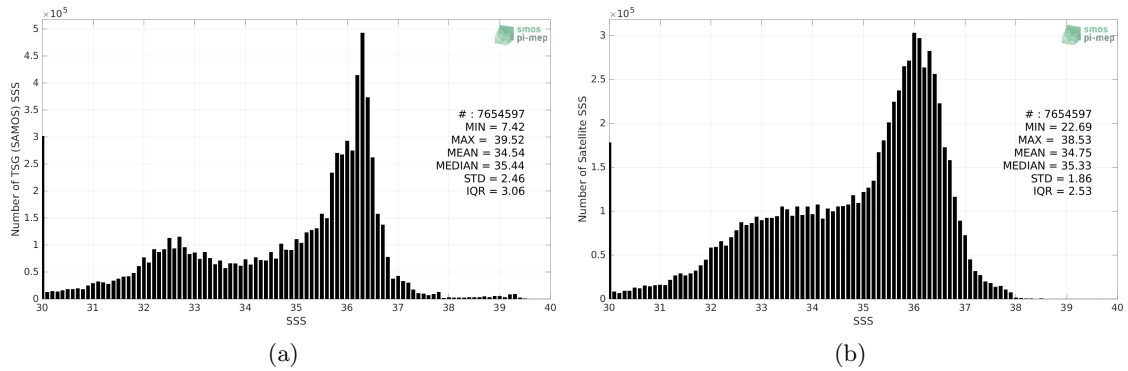 ×10⁵
5
4.5
4
3.5
3
2.5
2
1.5
1
0.5
0
Number of TSG (SAMOS) SSS
smos
pi-mep
# : 7654597
MIN = 7.42
MAX = 39.52
MEAN = 34.54
MEDIAN = 35.44
STD = 2.46
IQR = 3.06
30 31 32 33 34 35 36 37 38 39 40
SSS
(a)
×10⁵
3
2.5
2
1.5
1
0.5
0
Number of Satellite SSS
smos
pi-mep
# : 7654597
MIN = 22.69
MAX = 38.53
MEAN = 34.75
MEDIAN = 35.33
STD = 1.86
IQR = 2.53
30 31 32 33 34 35 36 37 38 39 40
SSS
(b)